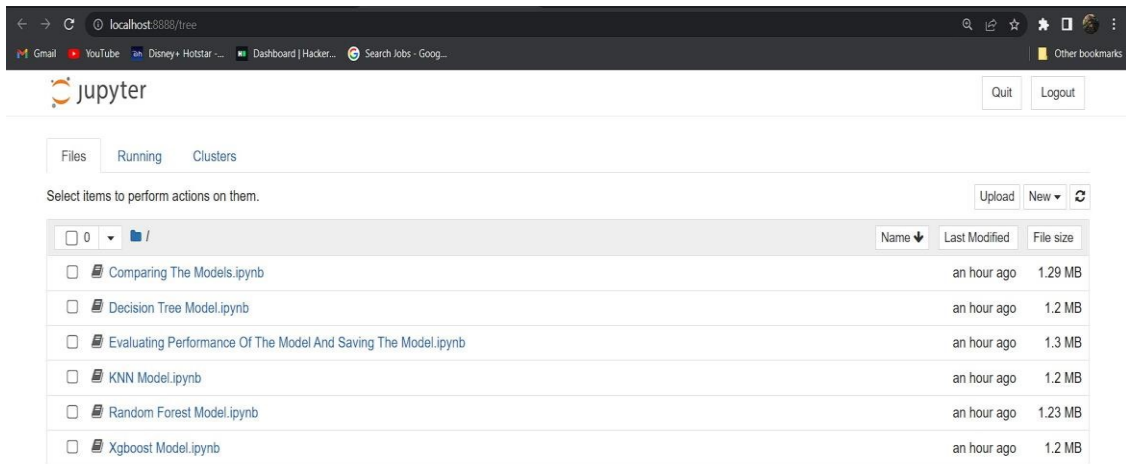 localhost:8888/tree
Gmail YouTube Disney+ Hotstar -... Dashboard | Hacker... Search Jobs - Goog... Other bookmarks
jupyter Quit Logout
Files Running Clusters
Select items to perform actions on them. Upload New
0 / Name Last Modified File size
Comparing The Models.ipynb an hour ago 1.29 MB
Decision Tree Model.ipynb an hour ago 1.2 MB
Evaluating Performance Of The Model And Saving The Model.ipynb an hour ago 1.3 MB
KNN Model.ipynb an hour ago 1.2 MB
Random Forest Model.ipynb an hour ago 1.23 MB
Xgboost Model.ipynb an hour ago 1.2 MB